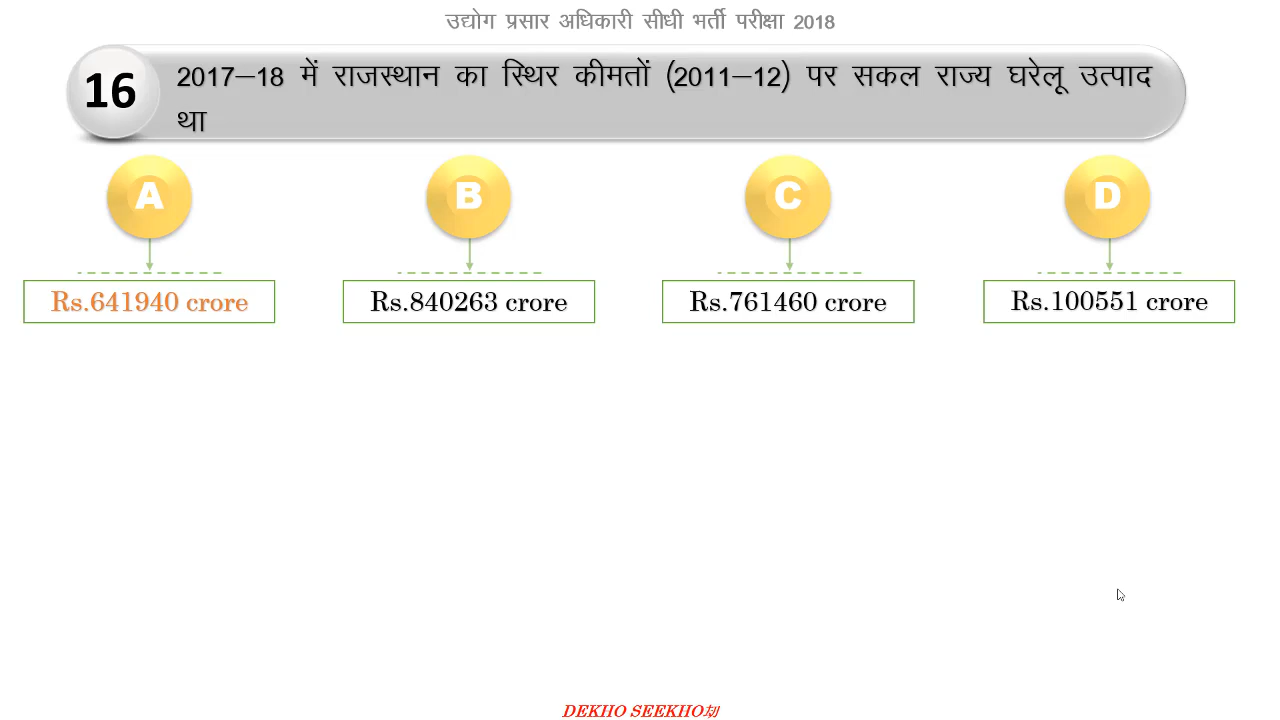 उद्योग प्रसार अधिकारी सीधी भर्ती परीक्षा 2018
16
2017–18 में राजस्थान का स्थिर कीमतों (2011–12) पर सकल राज्य घरेलू उत्पाद
था
A
B
C
D
Rs.641940 crore
Rs.840263 crore
Rs.761460 crore
Rs.100551 crore
DEKHO SEEKHO